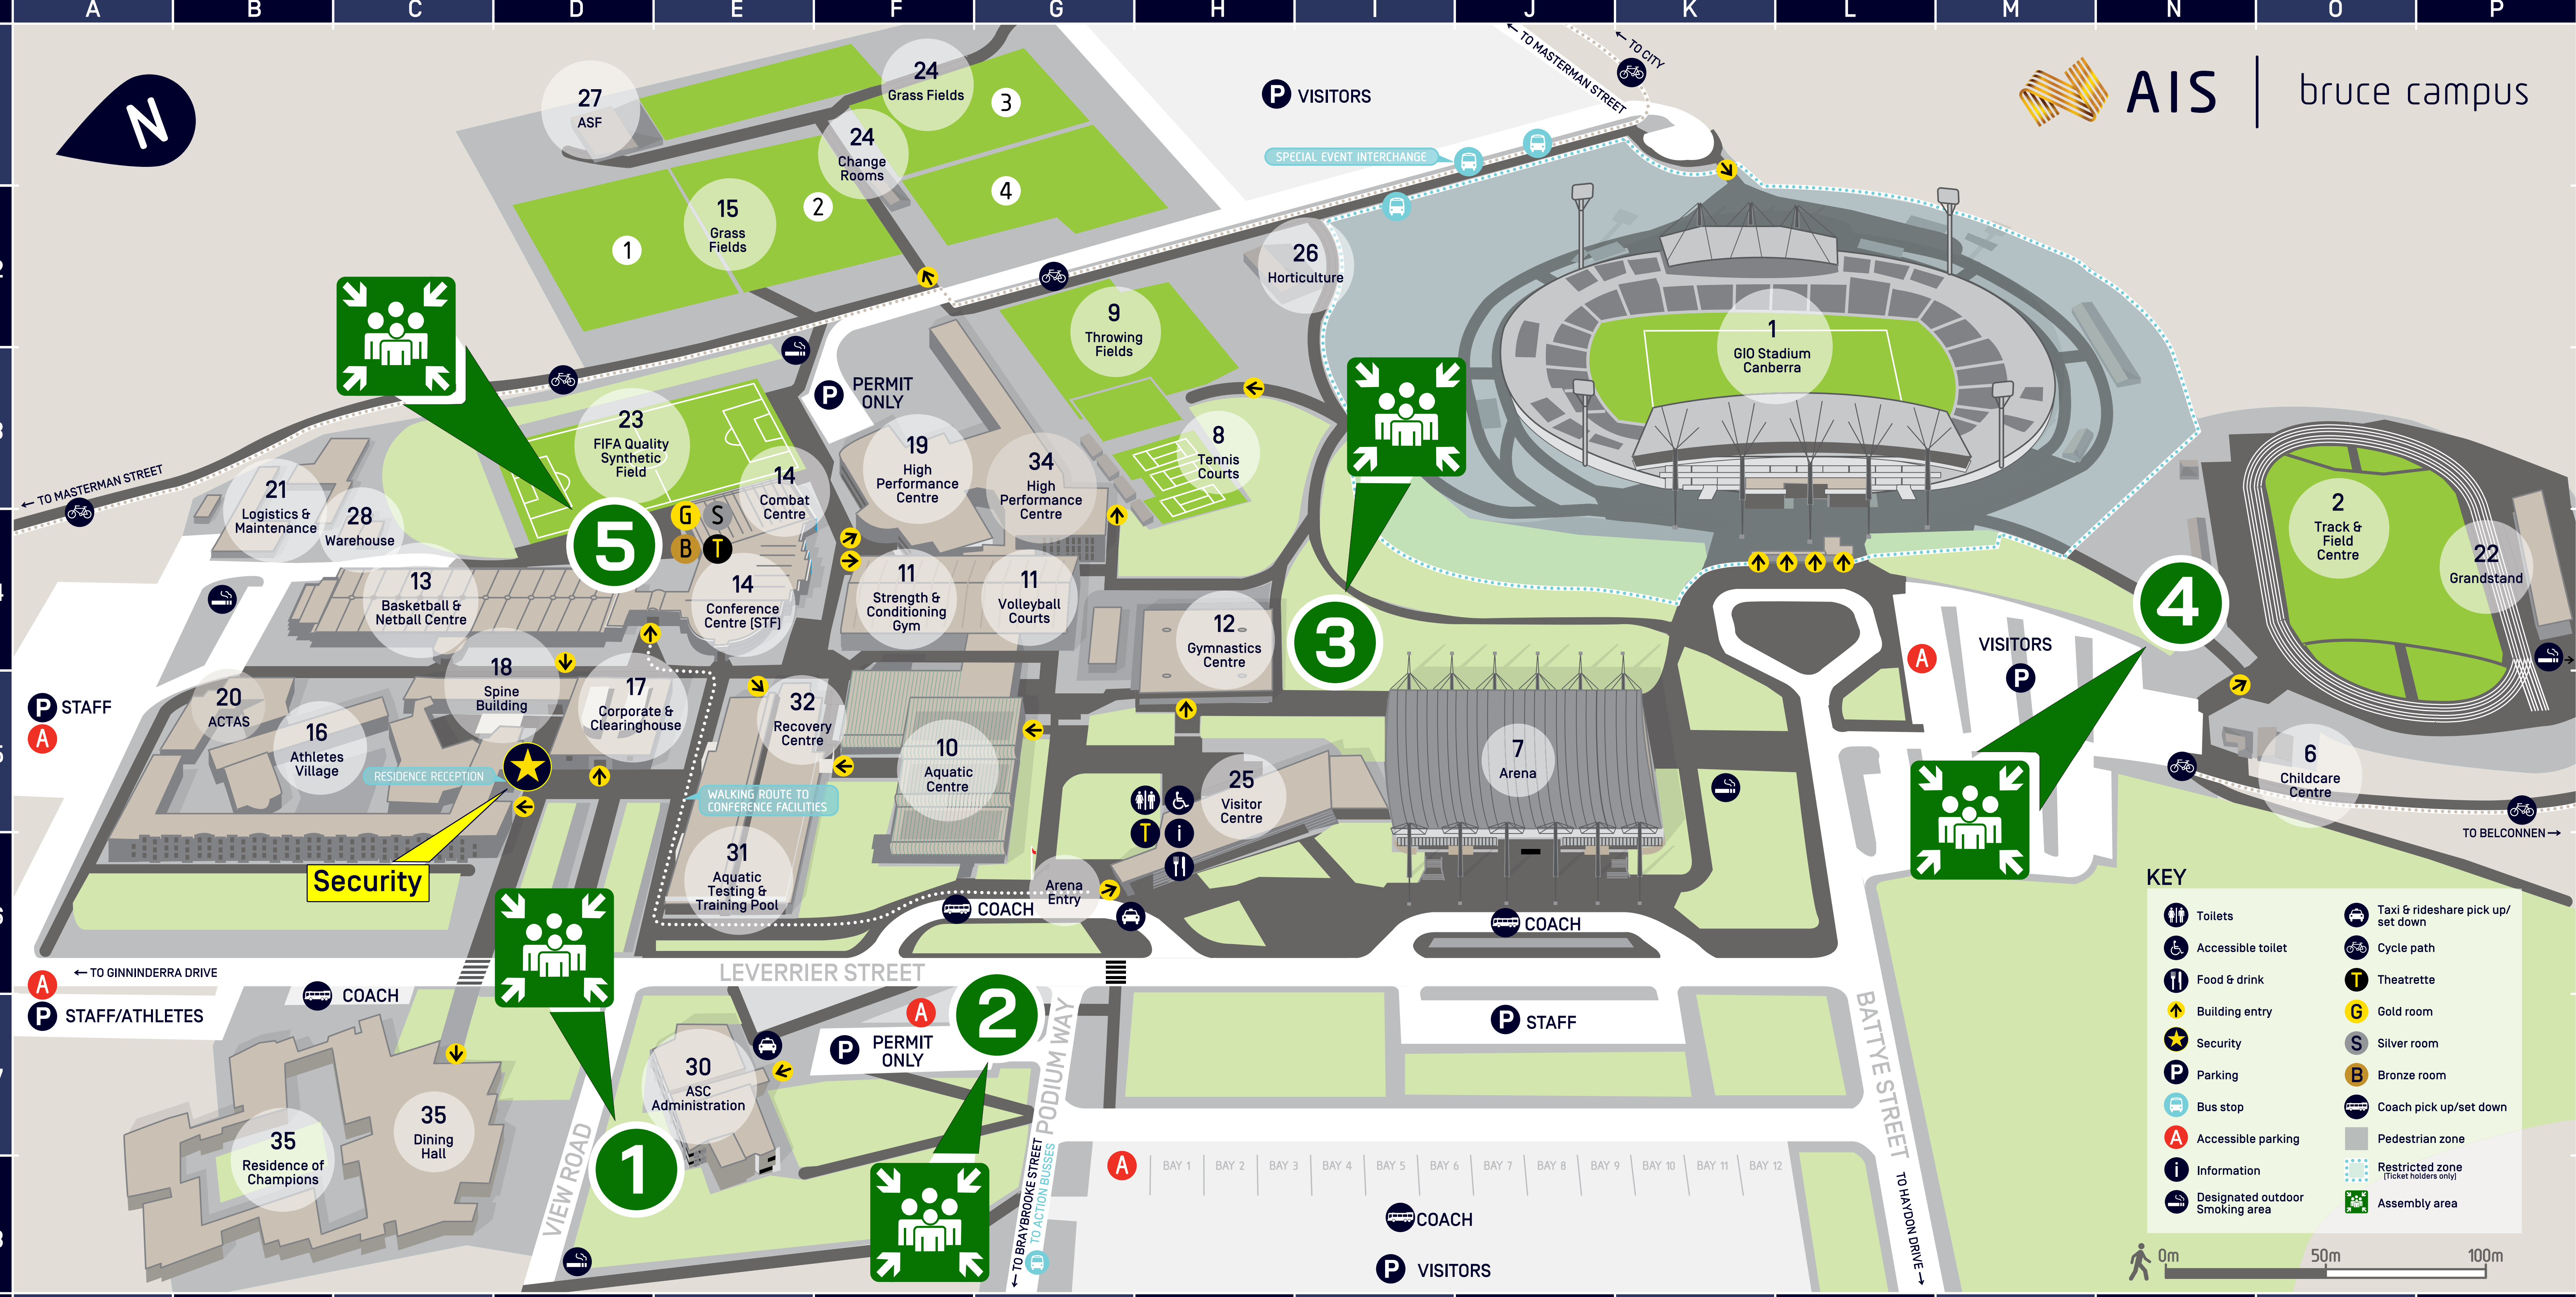 A B C D E F G H I J K L M N O P
N
AIS | bruce campus
← TO MASTERMAN STREET
← TO CITY
P VISITORS
SPECIAL EVENT INTERCHANGE
27
ASF
24
Grass Fields
3
24
Change
Rooms
4
15
Grass
Fields
2
1
26
Horticulture
9
Throwing
Fields
1
GIO Stadium
Canberra
P PERMIT
ONLY
23
FIFA Quality
Synthetic
Field
19
High
Performance
Centre
34
High
Performance
Centre
8
Tennis
Courts
14
Combat
Centre
← TO MASTERMAN STREET
21
Logistics &
Maintenance
28
Warehouse
G S
B T
5
2
Track &
Field
Centre
22
Grandstand
13
Basketball &
Netball Centre
14
Conference
Centre (STF)
11
Strength &
Conditioning
Gym
11
Volleyball
Courts
12
Gymnastics
Centre
3
4
A
VISITORS
P
18
Spine
Building
17
Corporate &
Clearinghouse
20
ACTAS
16
Athletes
Village
P STAFF
A
RESIDENCE RECEPTION
32
Recovery
Centre
10
Aquatic
Centre
7
Arena
6
Childcare
Centre
TO BELCONNEN →
WALKING ROUTE TO
CONFERENCE FACILITIES
25
Visitor
Centre
T i
Security
31
Aquatic
Testing &
Training Pool
Arena
Entry
COACH
COACH
A ← TO GINNINDERRA DRIVE
LEVERRIER STREET
COACH
P STAFF/ATHLETES
A
2
P PERMIT
ONLY
PODIUM WAY
P STAFF
BATTYE STREET
30
ASC
Administration
35
Dining
Hall
35
Residence of
Champions
VIEW ROAD
1
← TO BRAYBROOKE STREET
TO ACTION BUSSES
A
BAY 1 BAY 2 BAY 3 BAY 4 BAY 5 BAY 6 BAY 7 BAY 8 BAY 9 BAY 10 BAY 11 BAY 12
COACH
P VISITORS
TO HAYDON DRIVE →
KEY
Toilets
Accessible toilet
Food & drink
Building entry
Security
P Parking
Bus stop
A Accessible parking
i Information
Designated outdoor
Smoking area
Taxi & rideshare pick up/
set down
Cycle path
T Theatrette
G Gold room
S Silver room
B Bronze room
Coach pick up/set down
Pedestrian zone
Restricted zone
(Ticket holders only)
Assembly area
0m 50m 100m